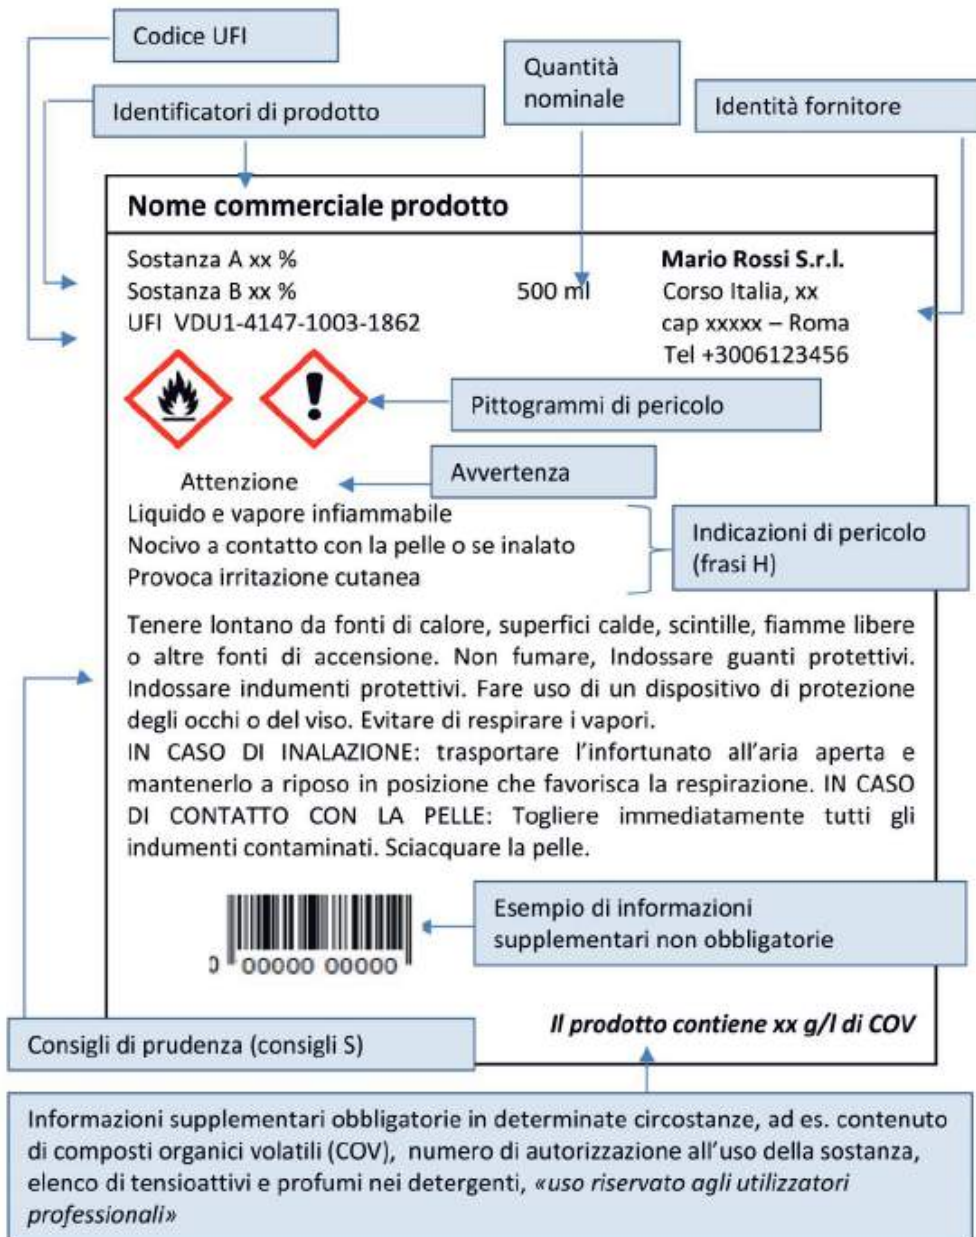 Codice UFI
Quantità
nominale
Identificatori di prodotto
Identità fornitore
Nome commerciale prodotto
Sostanza A xx %
Sostanza B xx %
UFI VDU1-4147-1003-1862
500 ml
Mario Rossi S.r.l.
Corso Italia, xx
cap xxxxx – Roma
Tel +3006123456
Pittogrammi di pericolo
Attenzione
Avvertenza
Liquido e vapore infiammabile
Nocivo a contatto con la pelle o se inalato
Provoca irritazione cutanea
Indicazioni di pericolo
(frasi H)
Tenere lontano da fonti di calore, superfici calde, scintille, fiamme libere
o altre fonti di accensione. Non fumare, Indossare guanti protettivi.
Indossare indumenti protettivi. Fare uso di un dispositivo di protezione
degli occhi o del viso. Evitare di respirare i vapori.
IN CASO DI INALAZIONE: trasportare l'infortunato all'aria aperta e
mantenerlo a riposo in posizione che favorisca la respirazione. IN CASO
DI CONTATTO CON LA PELLE: Togliere immediatamente tutti gli
indumenti contaminati. Sciacquare la pelle.
0 00000 00000
Esempio di informazioni
supplementari non obbligatorie
Il prodotto contiene xx g/l di COV
Consigli di prudenza (consigli S)
Informazioni supplementari obbligatorie in determinate circostanze, ad es. contenuto
di composti organici volatili (COV), numero di autorizzazione all'uso della sostanza,
elenco di tensioattivi e profumi nei detergenti, «uso riservato agli utilizzatori
professionali»